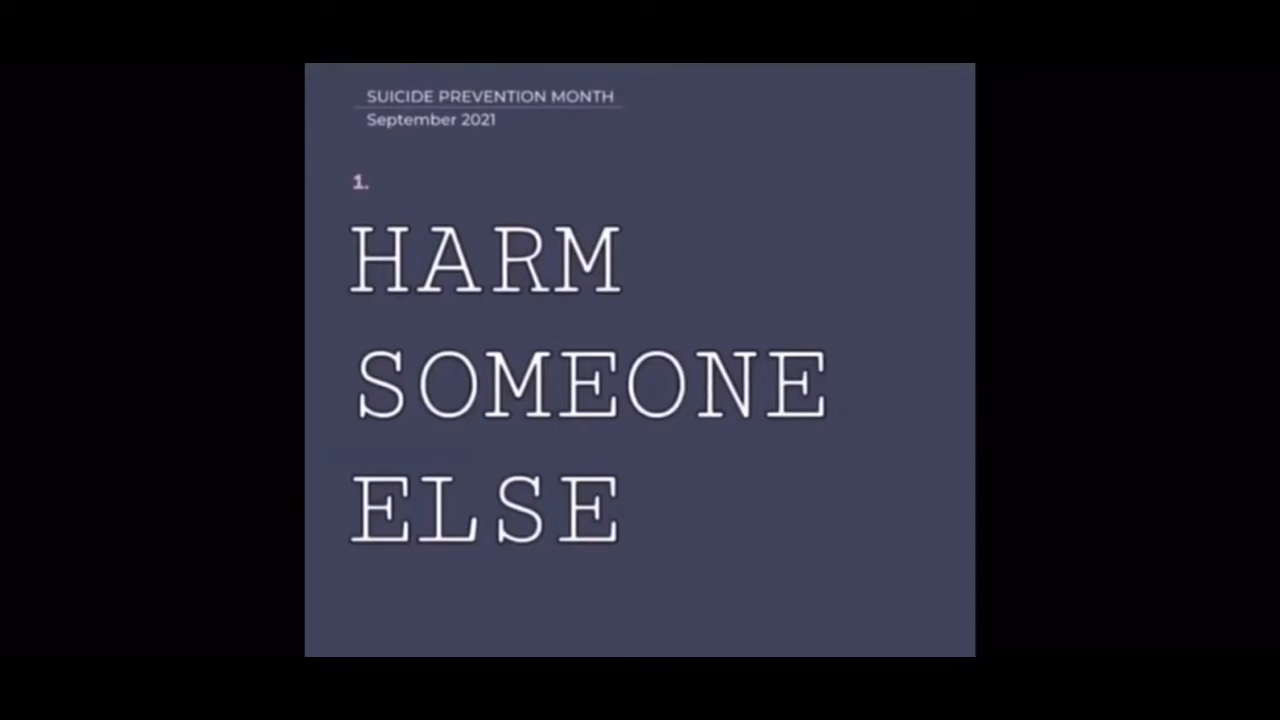 SUICIDE PREVENTION MONTH
September 2021
1.
HARM
SOMEONE
ELSE